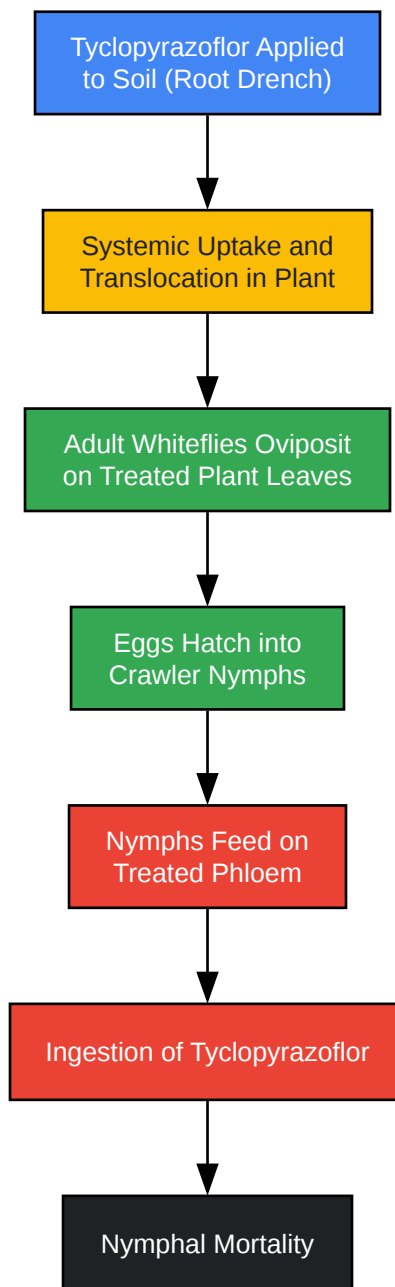 Tyclopyrazoflor Applied
to Soil (Root Drench)
Systemic Uptake and
Translocation in Plant
Adult Whiteflies Oviposit
on Treated Plant Leaves
Eggs Hatch into
Crawler Nymphs
Nymphs Feed on
Treated Phloem
Ingestion of Tyclopyrazoflor
Nymphal Mortality